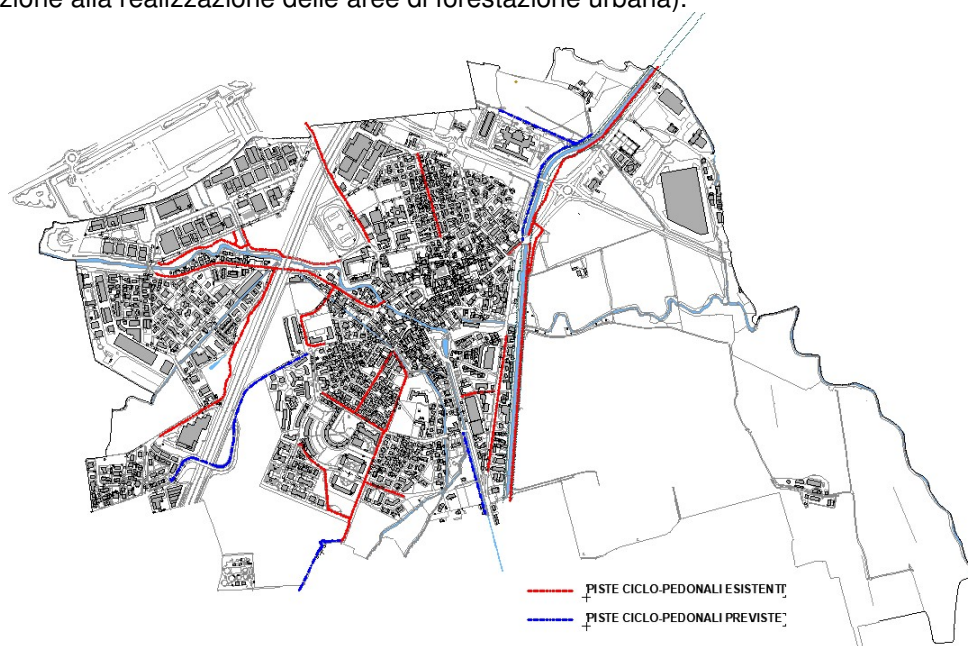 zione alla realizzazione delle aree di forestazione urbana).
PISTE CICLO-PEDONALI ESISTENTI
PISTE CICLO-PEDONALI PREVISTE